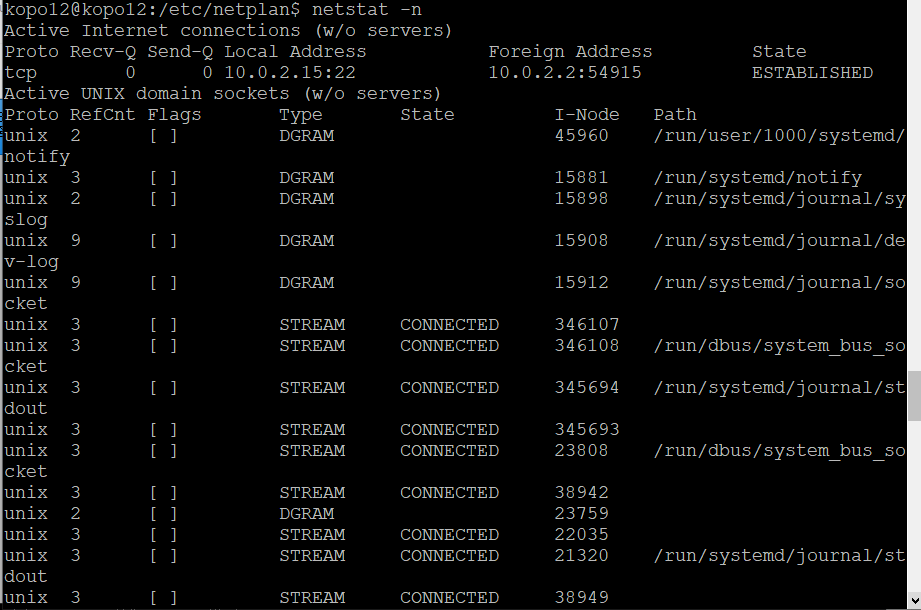 kopo12@kopo12:/etc/netplan$ netstat -n
Active Internet connections (w/o servers)
Proto Recv-Q Send-Q Local Address           Foreign Address         State
tcp        0      0 10.0.2.15:22            10.0.2.2:54915          ESTABLISHED
Active UNIX domain sockets (w/o servers)
Proto RefCnt Flags       Type       State         I-Node   Path
unix  2      [ ]         DGRAM                    45960    /run/user/1000/systemd/
notify
unix  3      [ ]         DGRAM                    15881    /run/systemd/notify
unix  2      [ ]         DGRAM                    15898    /run/systemd/journal/sy
slog
unix  9      [ ]         DGRAM                    15908    /run/systemd/journal/de
v-log
unix  9      [ ]         DGRAM                    15912    /run/systemd/journal/so
cket
unix  3      [ ]         STREAM     CONNECTED     346107
unix  3      [ ]         STREAM     CONNECTED     346108   /run/dbus/system_bus_so
cket
unix  3      [ ]         STREAM     CONNECTED     345694   /run/systemd/journal/st
dout
unix  3      [ ]         STREAM     CONNECTED     345693
unix  3      [ ]         STREAM     CONNECTED     23808    /run/dbus/system_bus_so
cket
unix  3      [ ]         STREAM     CONNECTED     38942
unix  2      [ ]         DGRAM                    23759
unix  3      [ ]         STREAM     CONNECTED     22035
unix  3      [ ]         STREAM     CONNECTED     21320    /run/systemd/journal/st
dout
unix  3      [ ]         STREAM     CONNECTED     38949